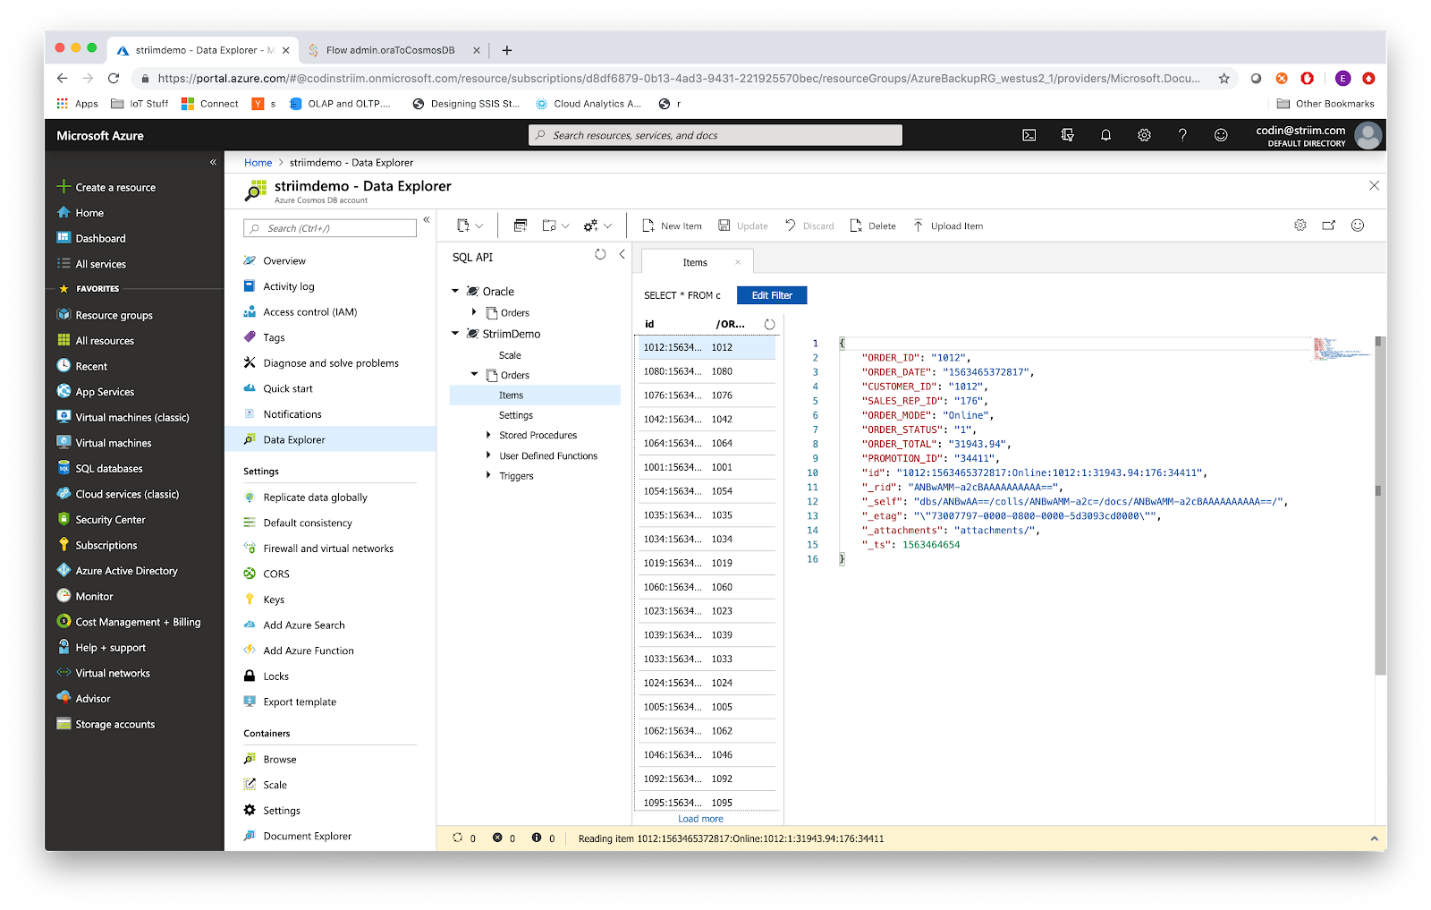 striimdemo - Data Explorer - M
Flow admin.oraToCosmosDB
https://portal.azure.com/#@codinstriim.onmicrosoft.com/resource/subscriptions/d8df6879-0b13-4ad3-9431-221925570bec/resourceGroups/AzureBackupRG_westus2_1/providers/Microsoft.Docu...
E
Apps
IoT Stuff
Connect
s
OLAP and OLTP....
Designing SSIS St...
Cloud Analytics A...
r
Other Bookmarks
Microsoft Azure
Search resources, services, and docs
codin@striim.com
DEFAULT DIRECTORY
Create a resource
Home
Dashboard
All services
FAVORITES
Resource groups
All resources
Recent
App Services
Virtual machines (classic)
Virtual machines
SQL databases
Cloud services (classic)
Security Center
Subscriptions
Azure Active Directory
Monitor
Cost Management + Billing
Help + support
Virtual networks
Advisor
Storage accounts
Home > striimdemo - Data Explorer
striimdemo - Data Explorer
Azure Cosmos DB account
Search (Ctrl+/)
Overview
Activity log
Access control (IAM)
Tags
Diagnose and solve problems
Quick start
Notifications
Data Explorer
Settings
Replicate data globally
Default consistency
Firewall and virtual networks
CORS
Keys
Add Azure Search
Add Azure Function
Locks
Export template
Containers
Browse
Scale
Settings
Document Explorer
New Item
Update
Discard
Delete
Upload Item
SQL API
Oracle
Orders
StriimDemo
Scale
Orders
Items
Settings
Stored Procedures
User Defined Functions
Triggers
Items
SELECT * FROM c
Edit Filter
id /OR...
1012:15634... 1012
1080:15634... 1080
1076:15634... 1076
1042:15634... 1042
1064:15634... 1064
1001:15634... 1001
1054:15634... 1054
1035:15634... 1035
1034:15634... 1034
1019:15634... 1019
1060:15634... 1060
1023:15634... 1023
1039:15634... 1039
1033:15634... 1033
1024:15634... 1024
1005:15634... 1005
1062:15634... 1062
1046:15634... 1046
1092:15634... 1092
1095:15634... 1095
Load more
1 {
2 "ORDER_ID": "1012",
3 "ORDER_DATE": "1563465372817",
4 "CUSTOMER_ID": "1012",
5 "SALES_REP_ID": "176",
6 "ORDER_MODE": "Online",
7 "ORDER_STATUS": "1",
8 "ORDER_TOTAL": "31943.94",
9 "PROMOTION_ID": "34411",
10 "id": "1012:1563465372817:Online:1012:1:31943.94:176:34411",
11 "_rid": "ANBwAMM-a2cBAAAAAAAAAA==",
12 "_self": "dbs/ANBwAA==/colls/ANBwAMM-a2c=/docs/ANBwAMM-a2cBAAAAAAAAAA==/",
13 "_etag": "\"73007797-0000-0800-0000-5d3093cd0000\"",
14 "_attachments": "attachments/",
15 "_ts": 1563464654
16 }
0 0 0 Reading item 1012:1563465372817:Online:1012:1:31943.94:176:34411